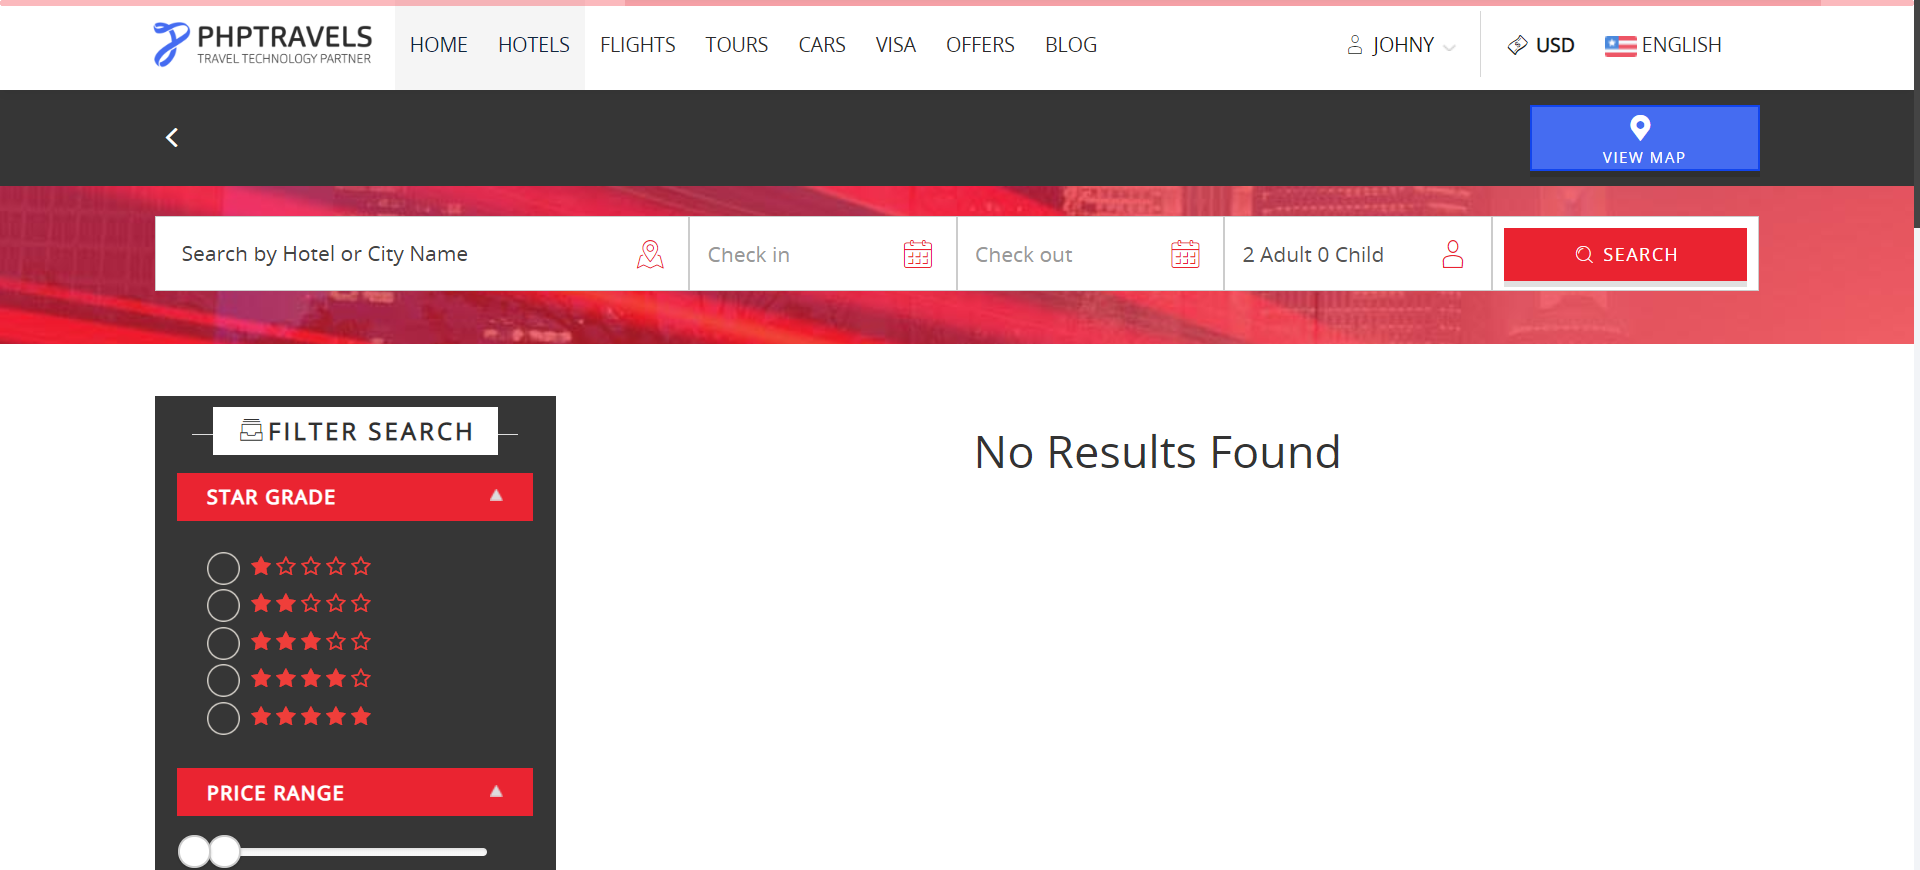 PHPTRAVELS
TRAVEL TECHNOLOGY PARTNER
HOME HOTELS FLIGHTS TOURS CARS VISA OFFERS BLOG JOHNY USD ENGLISH
VIEW MAP
Search by Hotel or City Name Check in Check out 2 Adult 0 Child SEARCH
FILTER SEARCH
No Results Found
STAR GRADE
PRICE RANGE